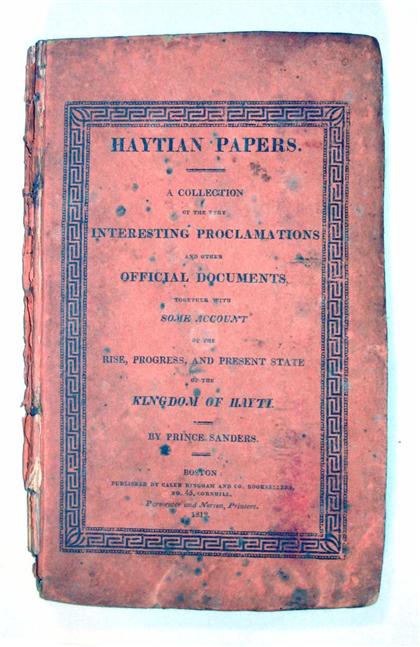 HAYTIAN PAPERS.
A COLLECTION
OF THE VERY
INTERESTING PROCLAMATIONS
AND OTHER
OFFICIAL DOCUMENTS,
TOGETHER WITH
SOME ACCOUNT
OF THE
RISE, PROGRESS, AND PRESENT STATE
OF THE
KINGDOM OF HAYTI.
BY PRINCE SANDERS.
BOSTON
PUBLISHED BY CALEB BINGHAM AND CO. BOOKSELLERS,
NO. 45, CORNHILL.
Parmenter and Norton, Printers.